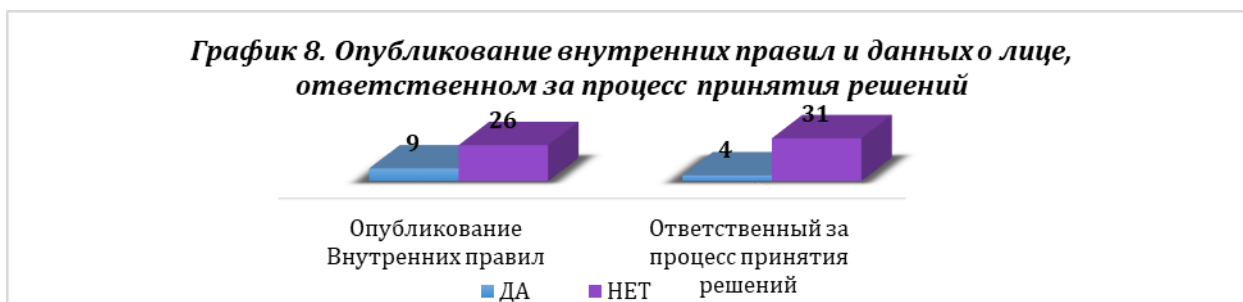 График 8. Опубликование внутренних правил и данных о лице,
ответственном за процесс принятия решений
9
26
4
31
Опубликование
Внутренних правил
Ответственный за
процесс принятия
решений
ДА
НЕТ